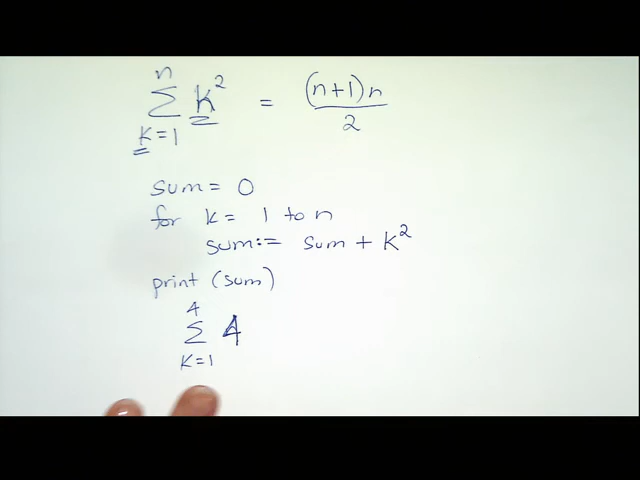 n
∑ k² = (n+1)n / 2
k=1
sum = 0
for k = 1 to n
sum:= sum + k²
print (sum)
4
∑ 4
k=1